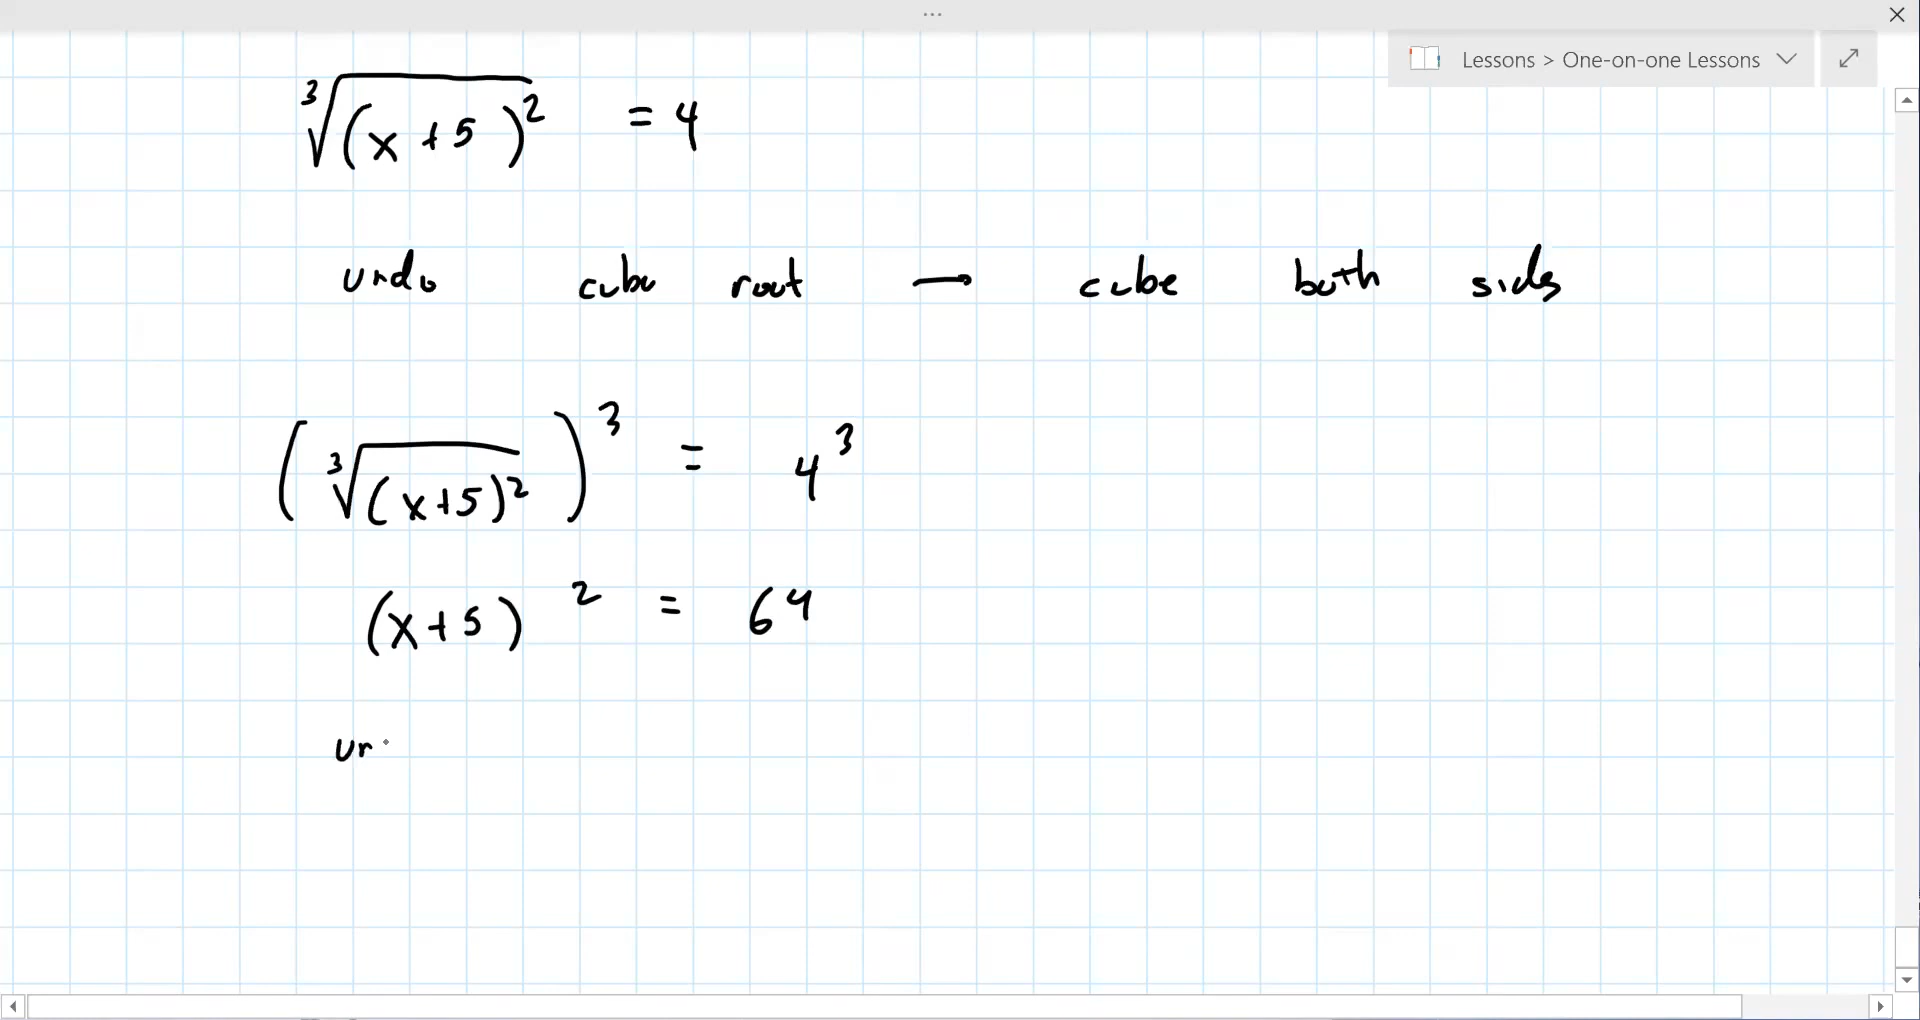 ...
Lessons > One-on-one Lessons
∛(x+5)² = 4
undo cube root → cube both sides
(∛(x+5)²)³ = 4³
(x+5)² = 64
un